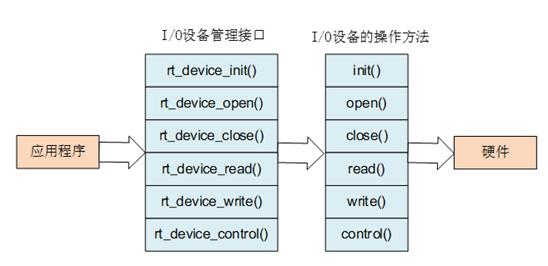 I/O设备管理接口
I/O设备的操作方法
rt_device_init()
init()
rt_device_open()
open()
rt_device_close()
close()
应用程序
硬件
rt_device_read()
read()
rt_device_write()
write()
rt_device_control()
control()